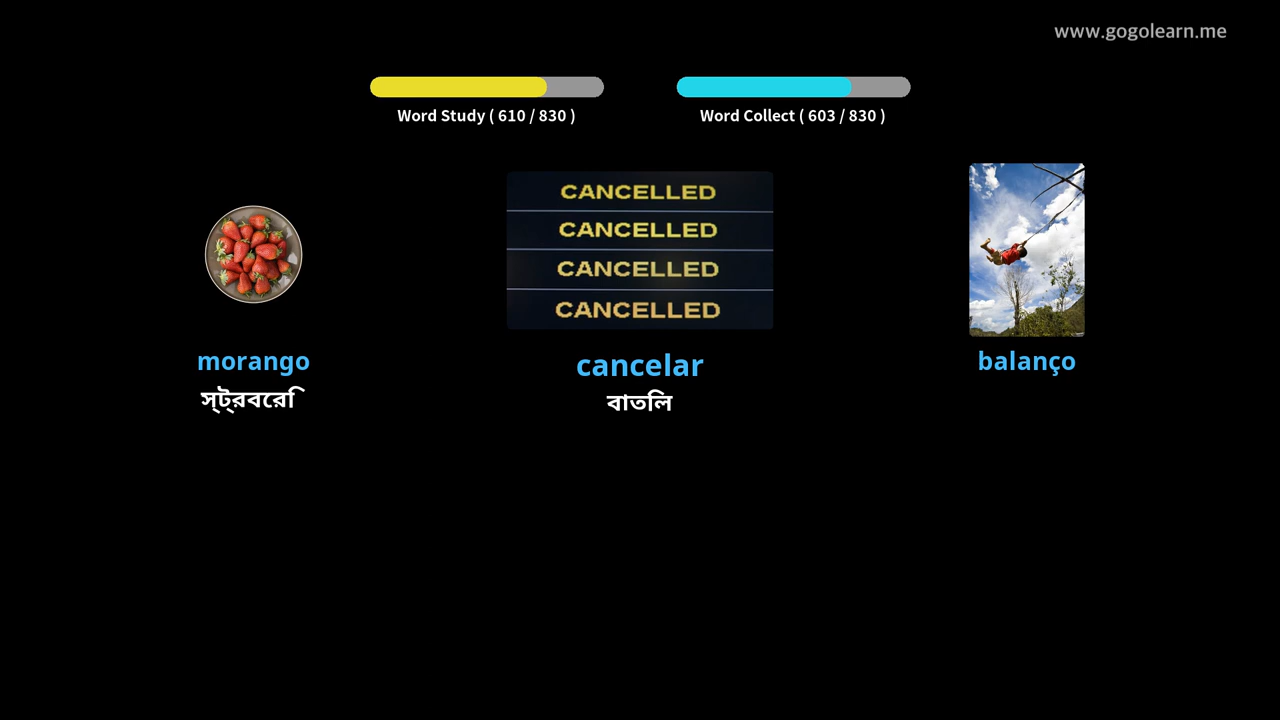 www.gogolearn.me
Word Study ( 610 / 830 )
Word Collect ( 603 / 830 )
CANCELLED
CANCELLED
CANCELLED
CANCELLED
morango
cancelar
balanço
স্ট্রবেরি
বাতিল